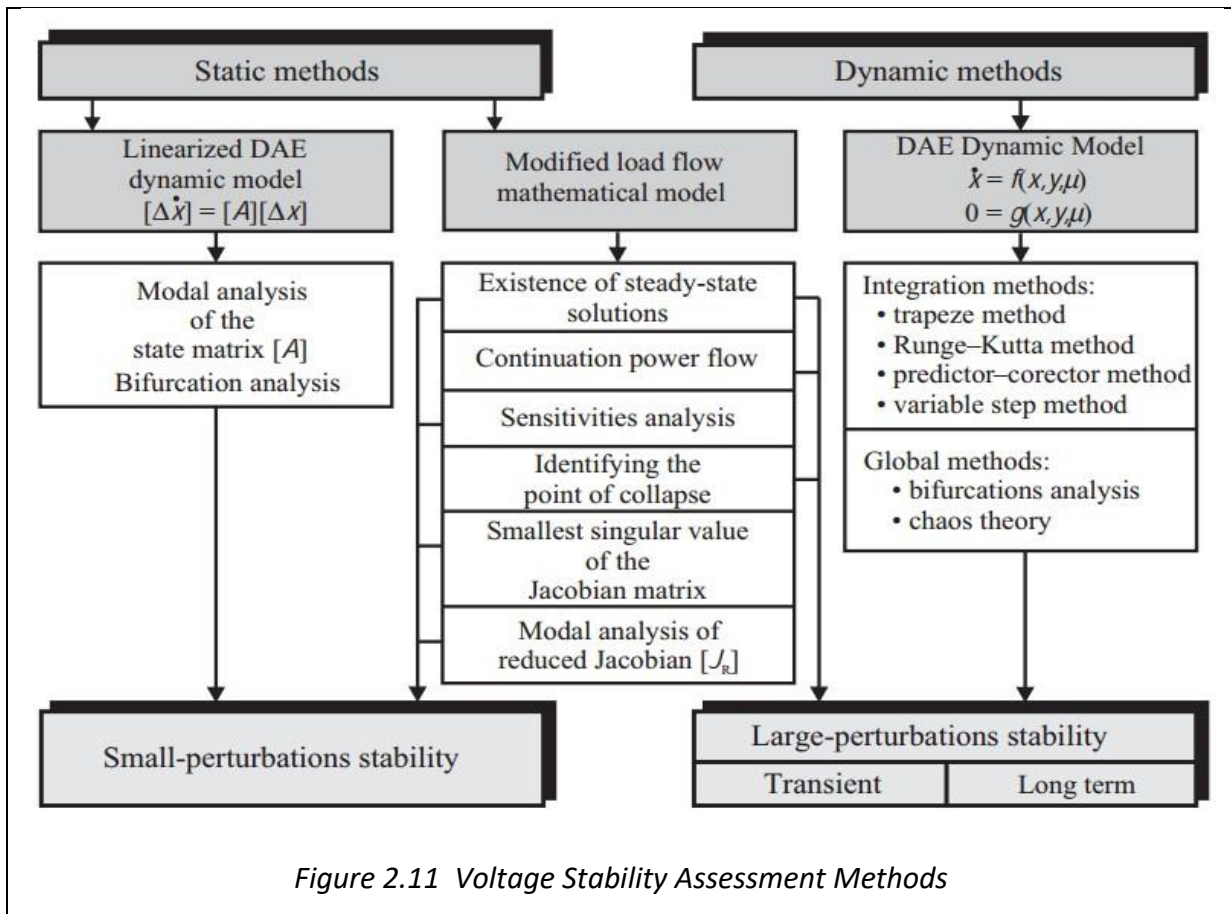 Static methods
Dynamic methods
Linearized DAE
dynamic model
[Δẋ] = [A][Δx]
Modified load flow
mathematical model
DAE Dynamic Model
ẋ = f(x,y,μ)
0 = g(x,y,μ)
Modal analysis
of the
state matrix [A]
Bifurcation analysis
Existence of steady-state
solutions
Continuation power flow
Sensitivities analysis
Identifying the
point of collapse
Smallest singular value
of the
Jacobian matrix
Modal analysis of
reduced Jacobian [J_R]
Integration methods:
• trapeze method
• Runge–Kutta method
• predictor–corector method
• variable step method
Global methods:
• bifurcations analysis
• chaos theory
Small-perturbations stability
Large-perturbations stability
Transient
Long term
Figure 2.11 Voltage Stability Assessment Methods